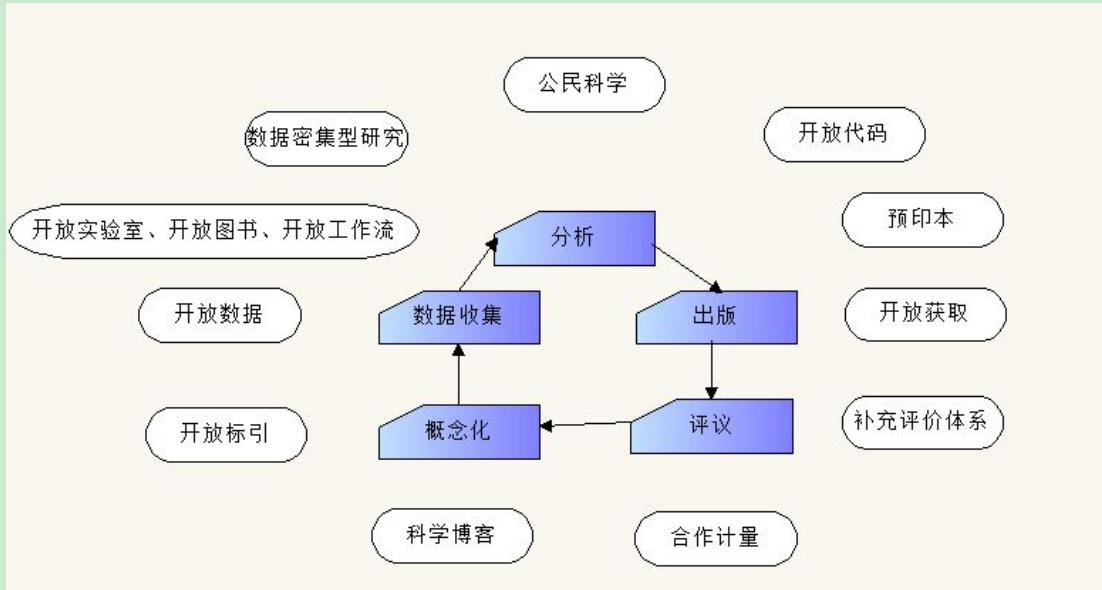 公民科学
数据密集型研究
开放代码
开放实验室、开放图书、开放工作流
预印本
分析
开放数据
数据收集
出版
开放获取
开放标引
概念化
评议
补充评价体系
科学博客
合作计量